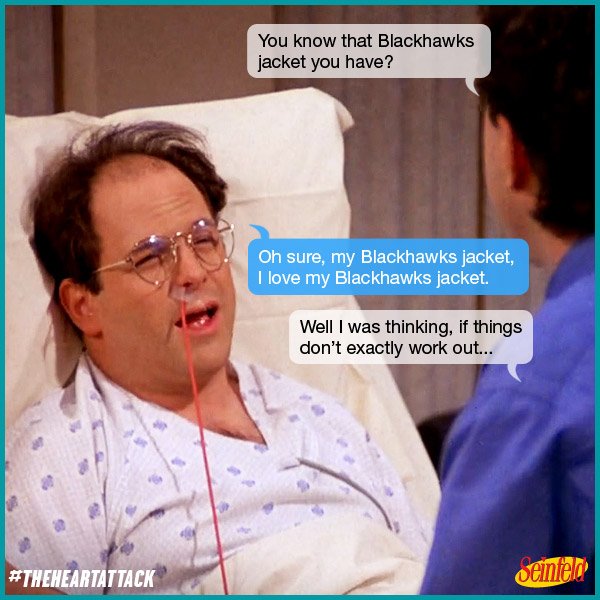 You know that Blackhawks
jacket you have?
Oh sure, my Blackhawks jacket,
I love my Blackhawks jacket.
Well I was thinking, if things
don't exactly work out...
#THEHEARTATTACK
Seinfeld